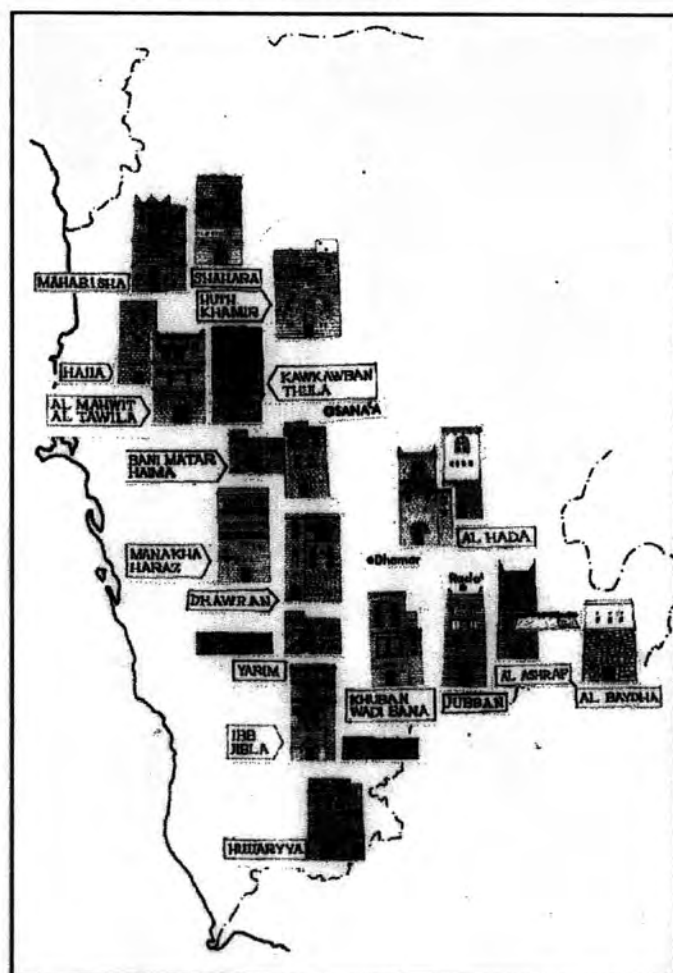 MAHABISHA
SHAHARA
HUTH
KHAMIR
HAJJA
AL MAHWIT
AL TAWILA
KAWKAWBAN
THULA
SANA'A
BANI MATAR
HAIMA
AL HADA
MANAKHA
HARAZ
Dhamar
Rada'
DHAWRAN
YARIM
KHUBAN
WADI BANA
JUBBAN
AL ASHRAF
AL BAYDHA
IBB
JIBLA
HUJJARYYA